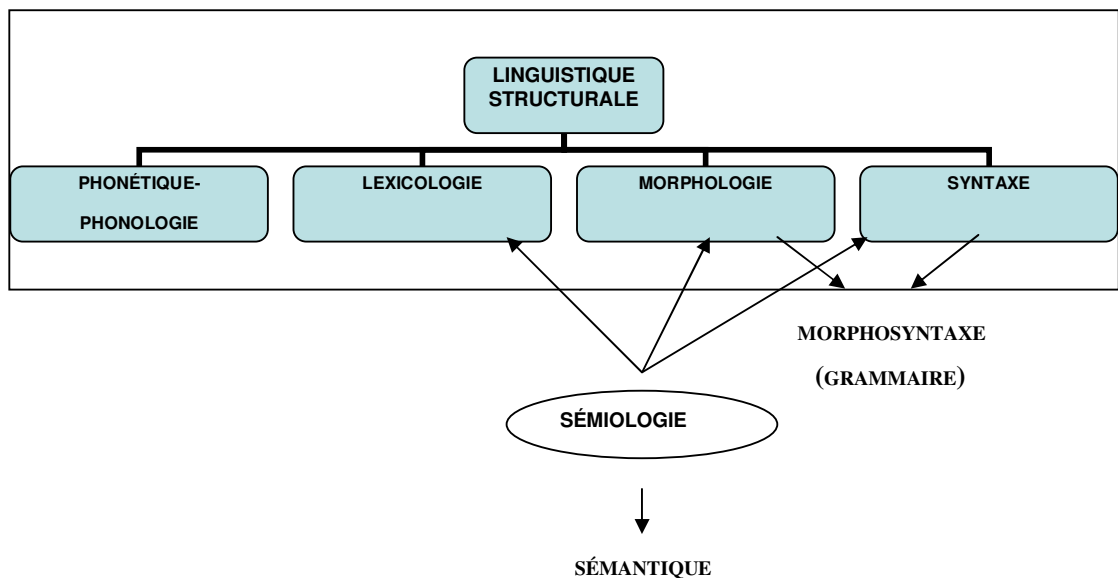 LINGUISTIQUE
STRUCTURALE
PHONÉTIQUE-
PHONOLOGIE
LEXICOLOGIE
MORPHOLOGIE
SYNTAXE
MORPHOSYNTAXE
(GRAMMAIRE)
SÉMIOLOGIE
SÉMANTIQUE